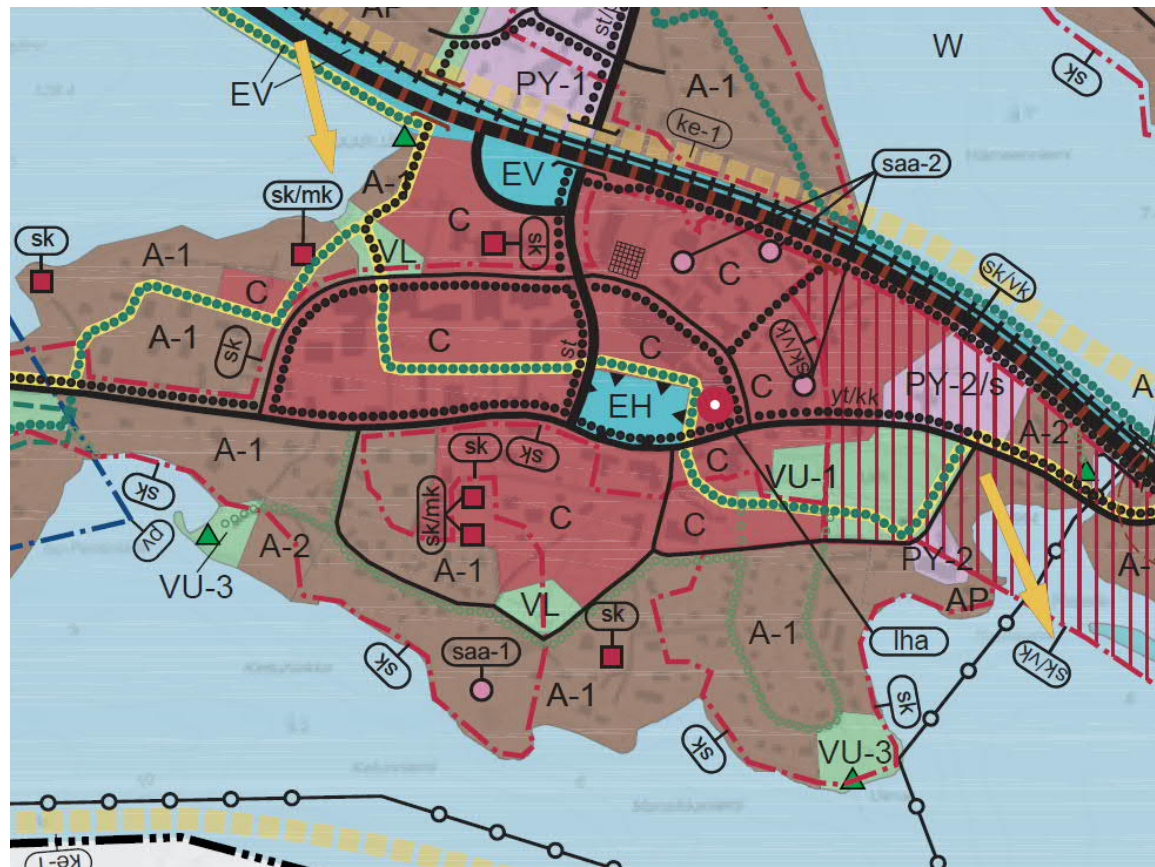 AP
st/
W
sk
EV
PY-1
A-1
ke-1
saa-2
A-1
EV
sk/mk
C
sk
VL
sk
C
sk/vk
A-1
C
A-1
sk
C
st
C
sk/vk
C
PY-2/s
A
EH
yt/kk
A-2
A-1
sk
sk
C
VU-1
sk
sk/mk
C
C
pv
A-2
A-1
PY-2
A-
VU-3
VL
AP
sk
A-1
lha
sk/vk
saa-1
sk
A-1
sk
sk
VU-3
ke-1